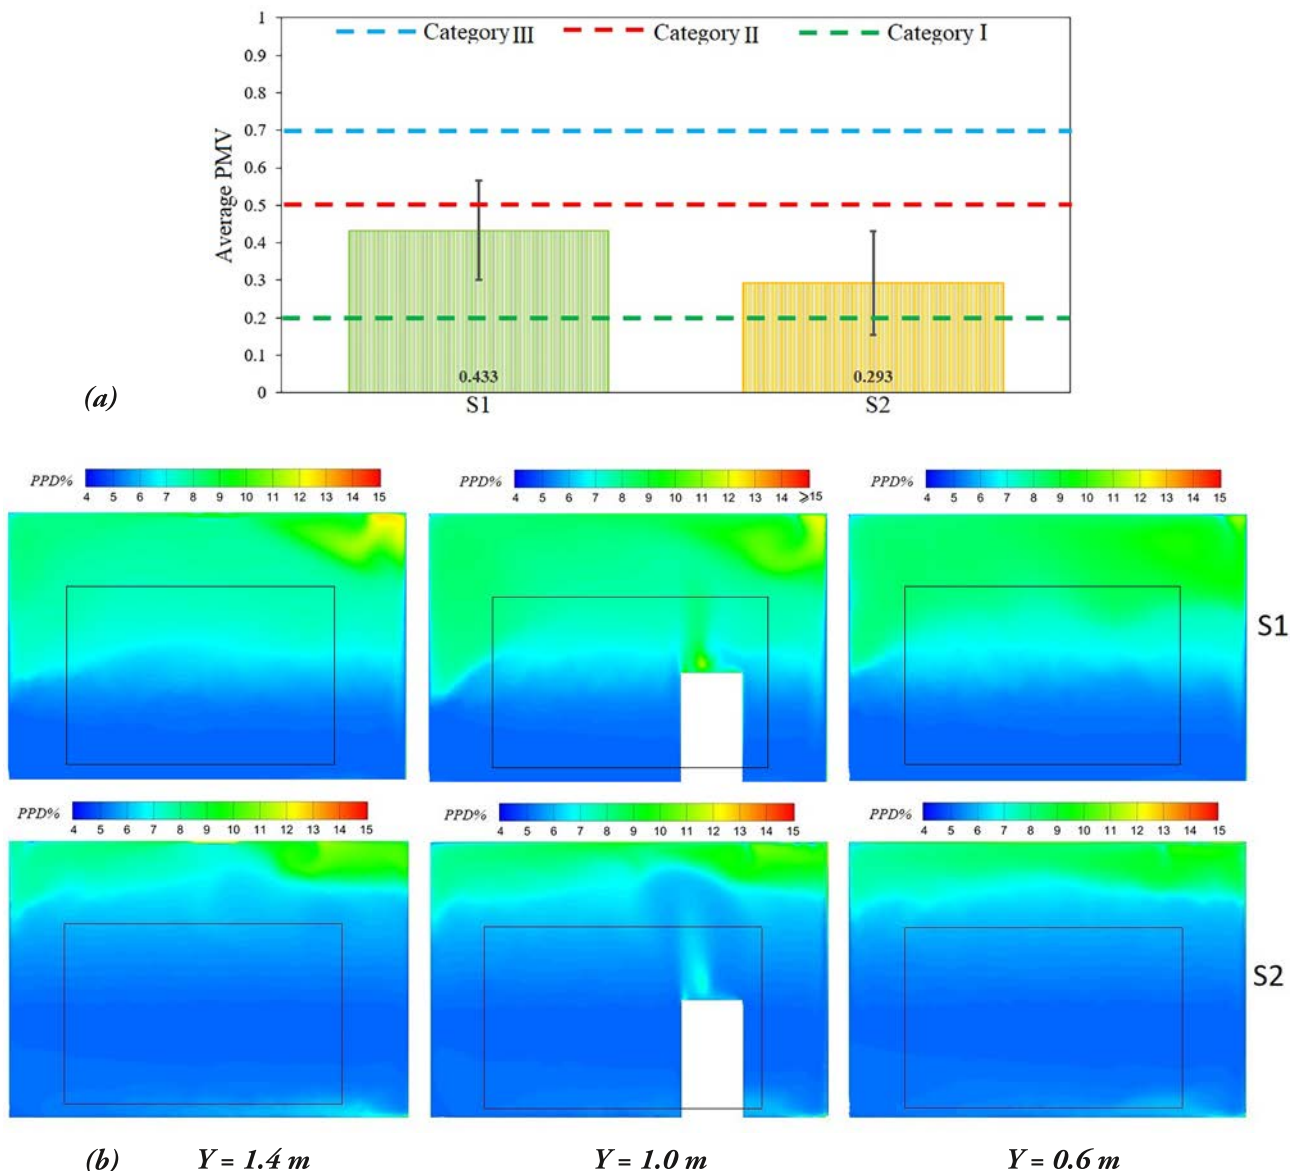 1
Category III Category II Category I
0.9
0.8
0.7
0.6
0.5
0.4
0.3
0.2
0.1
0
Average PMV
0.433 0.293
S1 S2
(a)
PPD% 4 5 6 7 8 9 10 11 12 13 14 15
PPD% 4 5 6 7 8 9 10 11 12 13 14 ⩾15
PPD% 4 5 6 7 8 9 10 11 12 13 14 15
S1
PPD% 4 5 6 7 8 9 10 11 12 13 14 15
PPD% 4 5 6 7 8 9 10 11 12 13 14 15
PPD% 4 5 6 7 8 9 10 11 12 13 14 15
S2
(b) Y = 1.4 m Y = 1.0 m Y = 0.6 m